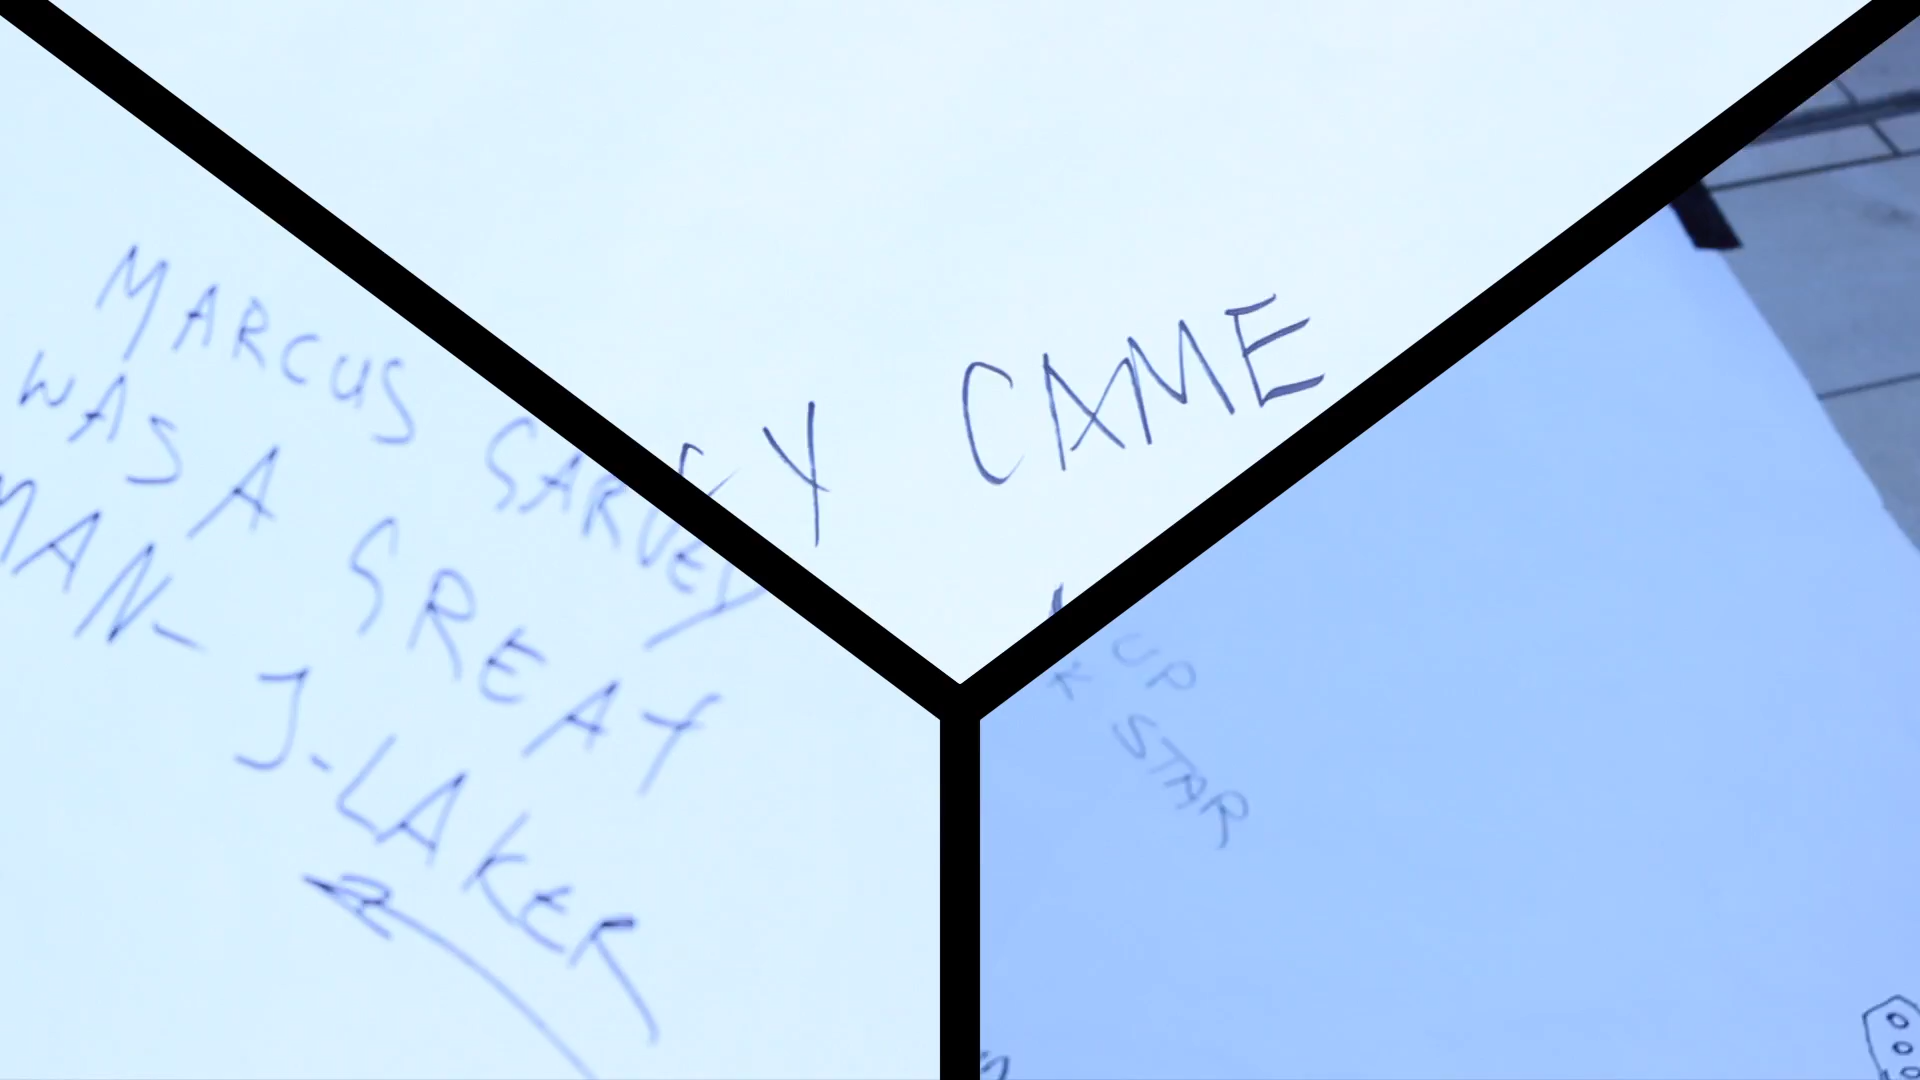 MARCUS GARVEY
WAS A GREAT
MAN- J-LAKER
Y CAME
UP
STAR